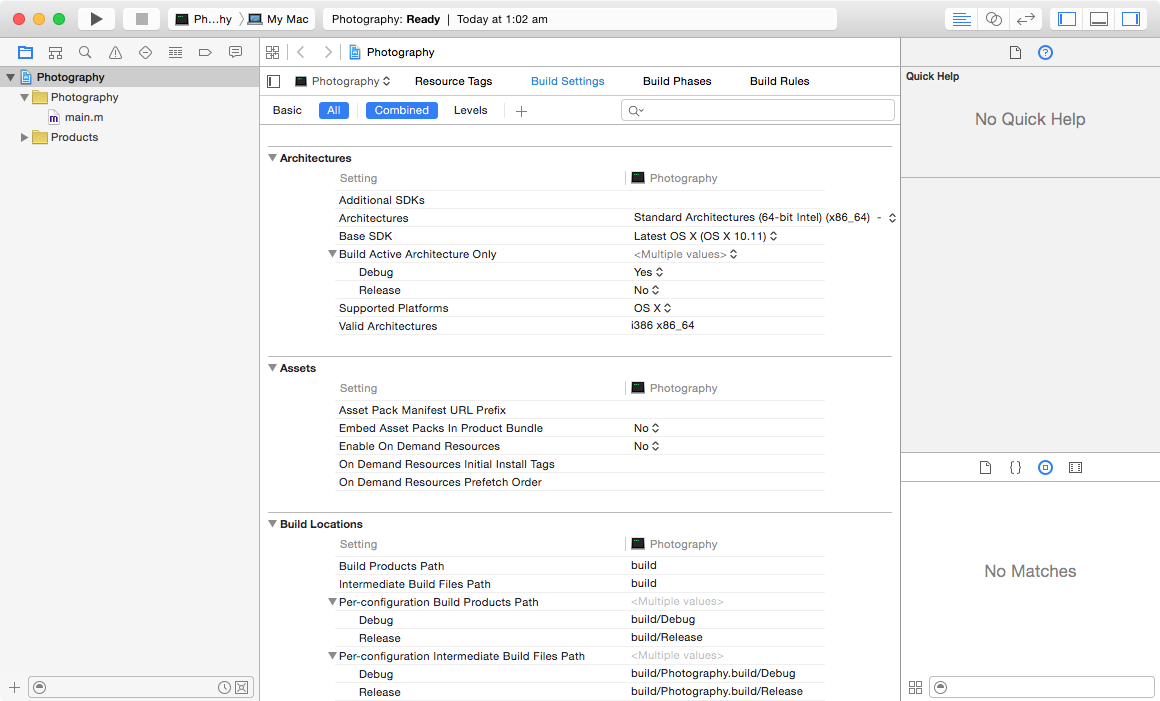 Ph...hy My Mac
Photography: Ready | Today at 1:02 am
Photography
Photography
main.m
Products
Photography
Photography Resource Tags Build Settings Build Phases Build Rules
Basic All Combined Levels
Architectures
Setting Photography
Additional SDKs
Architectures Standard Architectures (64-bit Intel) (x86_64) -
Base SDK Latest OS X (OS X 10.11)
Build Active Architecture Only <Multiple values>
Debug Yes
Release No
Supported Platforms OS X
Valid Architectures i386 x86_64
Assets
Setting Photography
Asset Pack Manifest URL Prefix
Embed Asset Packs In Product Bundle No
Enable On Demand Resources No
On Demand Resources Initial Install Tags
On Demand Resources Prefetch Order
Build Locations
Setting Photography
Build Products Path build
Intermediate Build Files Path build
Per-configuration Build Products Path <Multiple values>
Debug build/Debug
Release build/Release
Per-configuration Intermediate Build Files Path <Multiple values>
Debug build/Photography.build/Debug
Release build/Photography.build/Release
Quick Help
No Quick Help
No Matches